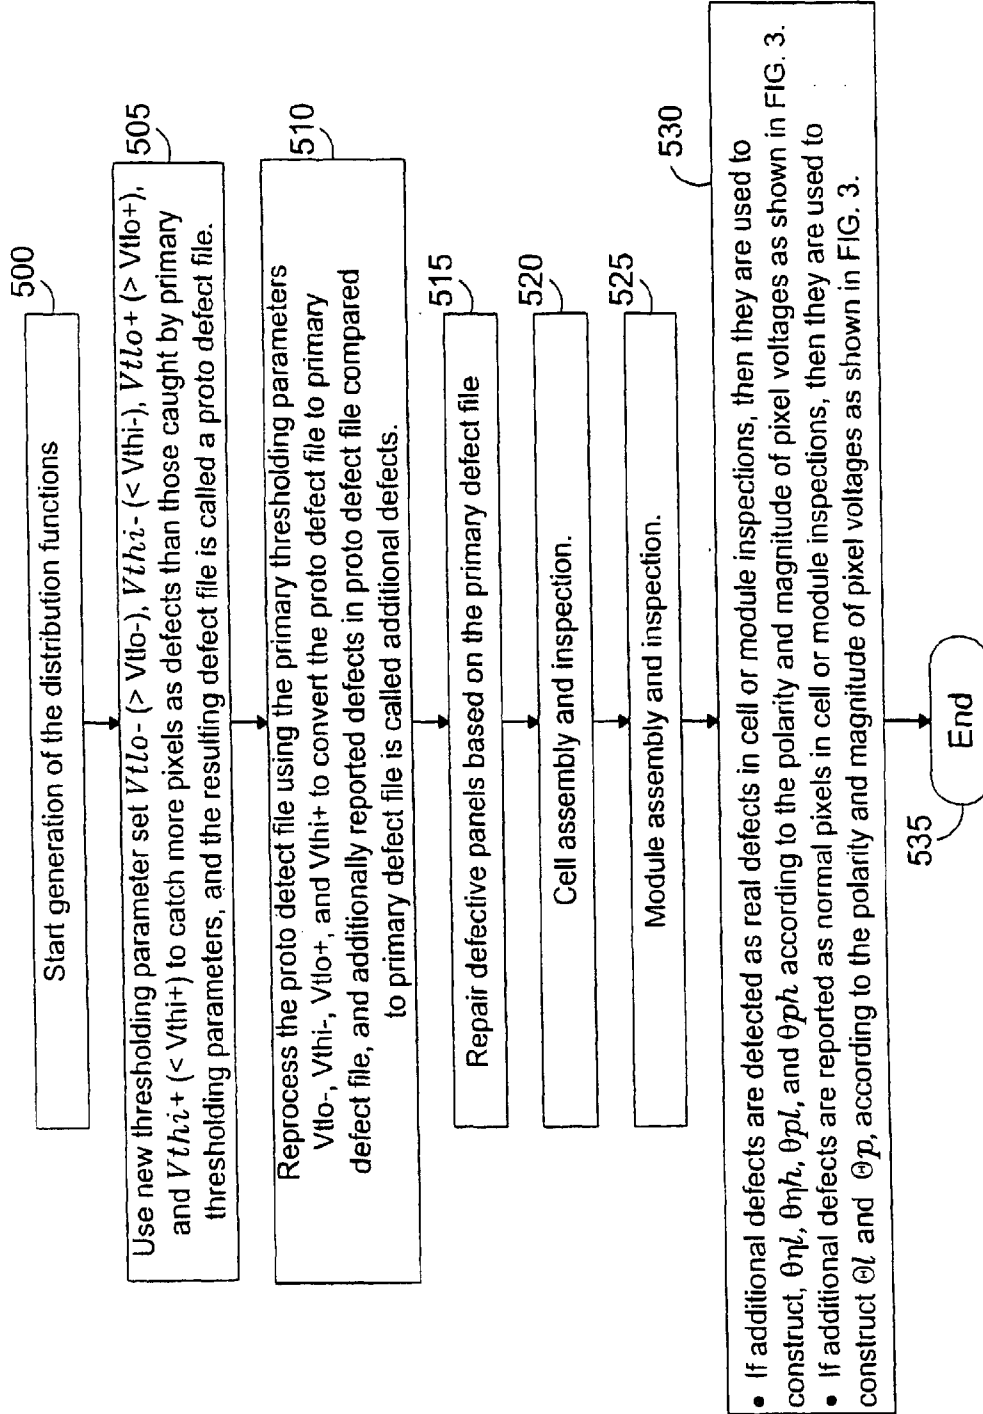 500
Start generation of the distribution functions
505
Use new thresholding parameter set Vtlo- (> Vtlo-), Vthi- (< Vthi-), Vtlo+ (> Vtlo+),
and Vthi+ (< Vthi+) to catch more pixels as defects than those caught by primary
thresholding parameters, and the resulting defect file is called a proto defect file.
510
Reprocess the proto detect file using the primary thresholding parameters
Vtlo-, Vthi-, Vtlo+, and Vthi+ to convert the proto defect file to primary
defect file, and additionally reported defects in proto defect file compared
to primary defect file is called additional defects.
515
Repair defective panels based on the primary defect file
520
Cell assembly and inspection.
525
Module assembly and inspection.
530
• If additional defects are detected as real defects in cell or module inspections, then they are used to
construct, θηl, θηh, θpl, and θph according to the polarity and magnitude of pixel voltages as shown in FIG. 3.
• If additional defects are reported as normal pixels in cell or module inspections, then they are used to
construct Θl and Θp, according to the polarity and magnitude of pixel voltages as shown in FIG. 3.
End
535